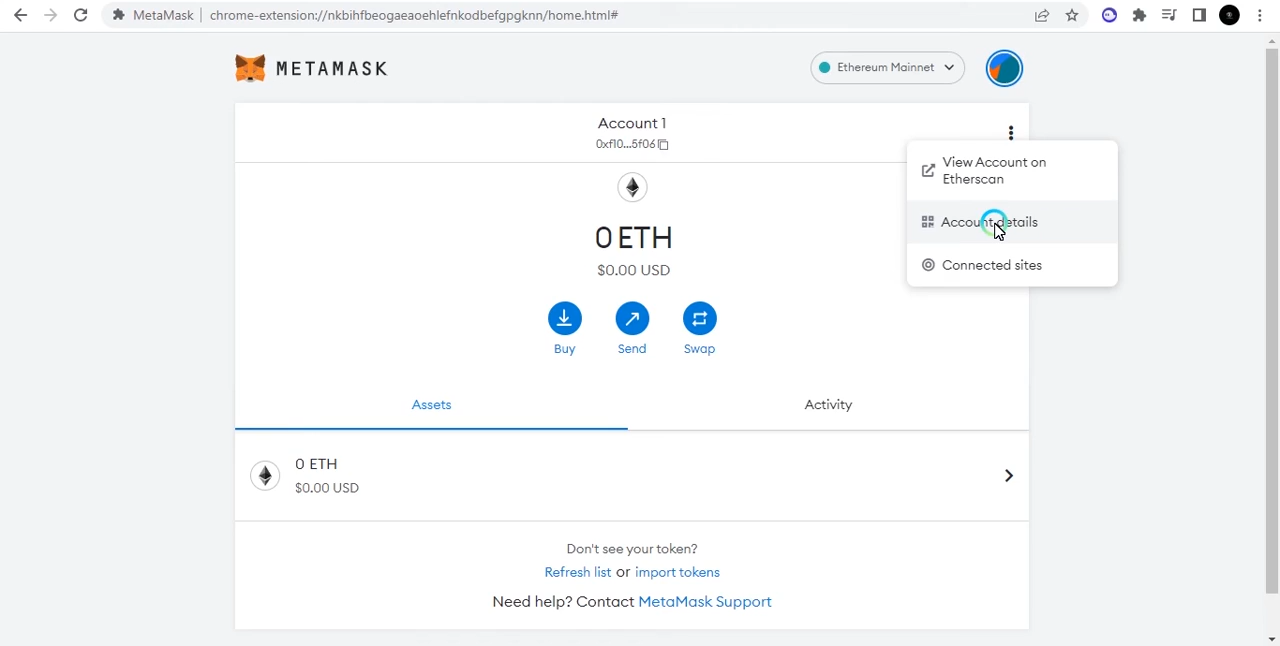 MetaMask
chrome-extension://nkbihfbeogaeaoehlefnkodbefgpgknn/home.html#
METAMASK
Ethereum Mainnet
Account 1
0xf10...5f06
View Account on
Etherscan
Account details
Connected sites
0 ETH
$0.00 USD
Buy
Send
Swap
Assets
Activity
0 ETH
$0.00 USD
Don't see your token?
Refresh list or import tokens
Need help? Contact MetaMask Support